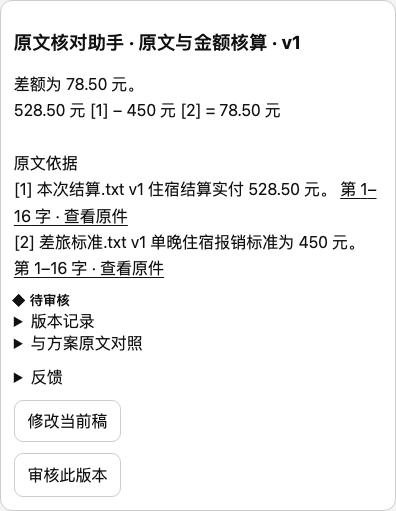 原文核对助手 · 原文与金额核算 · v1
差额为 78.50 元。
528.50 元 [1] − 450 元 [2] = 78.50 元
原文依据
[1] 本次结算.txt v1 住宿结算实付 528.50 元。 第 1–
16 字 · 查看原件
[2] 差旅标准.txt v1 单晚住宿报销标准为 450 元。
第 1–16 字 · 查看原件
◆ 待审核
▶ 版本记录
▶ 与方案原文对照
▶ 反馈
修改当前稿
审核此版本